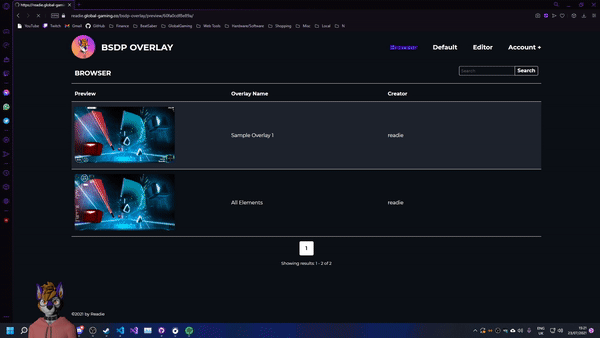 https://readie.global-gaming.co
readie.global-gaming.co/bsdp-overlay/preview/
YouTube Twitch Gmail GitHub Finance BeatSaber GlobalGaming Web Tools Hardware/Software Shopping Misc Local N
BSDP OVERLAY
Browser Default Editor Account +
BROWSER
Search Search
Preview Overlay Name Creator
Sample Overlay 1 readie
All Elements readie
1
Showing results: 1 - 2 of 2
©2021 by Readie
ENG 15:21
UK 23/07/2021